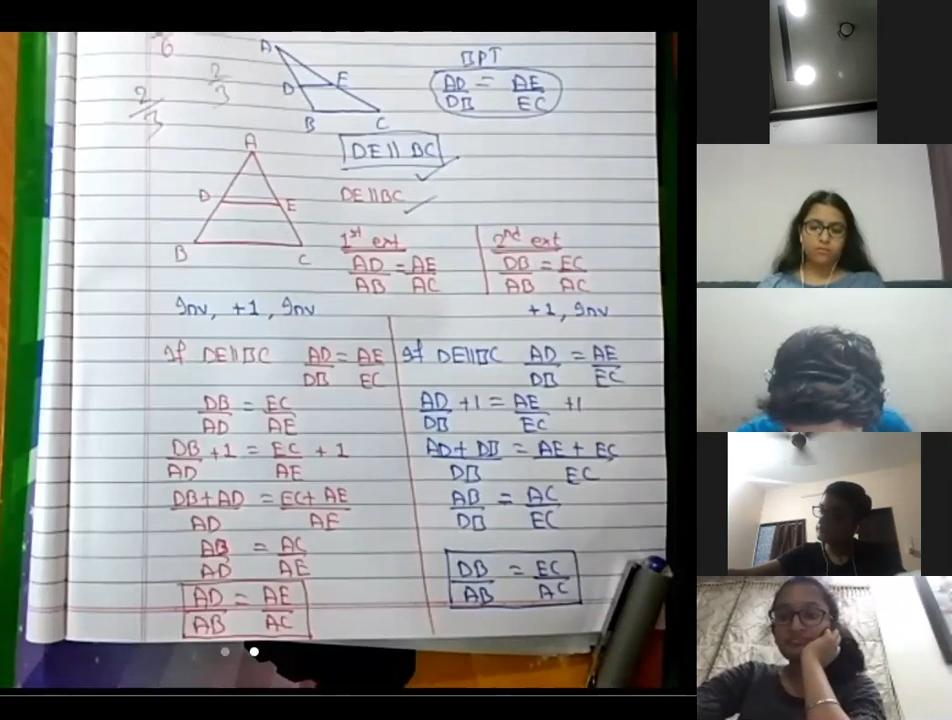 6
2/3 2/3
A
D E
B C
BPT
AD/DB = AE/EC
DE || BC
A
D E
B C
DE || BC
1st ext
AD/AB = AE/AC
2nd ext
DB/AB = EC/AC
Inv, +1, Inv
+1, Inv
If DE || BC AD/DB = AE/EC
DB/AD = EC/AE
DB/AD +1 = EC/AE + 1
DB+AD/AD = EC+AE/AE
AB/AD = AC/AE
AD/AB = AE/AC
If DE || BC AD/DB = AE/EC
AD/DB +1 = AE/EC +1
AD+DB/DB = AE+EC/EC
AB/DB = AC/EC
DB/AB = EC/AC